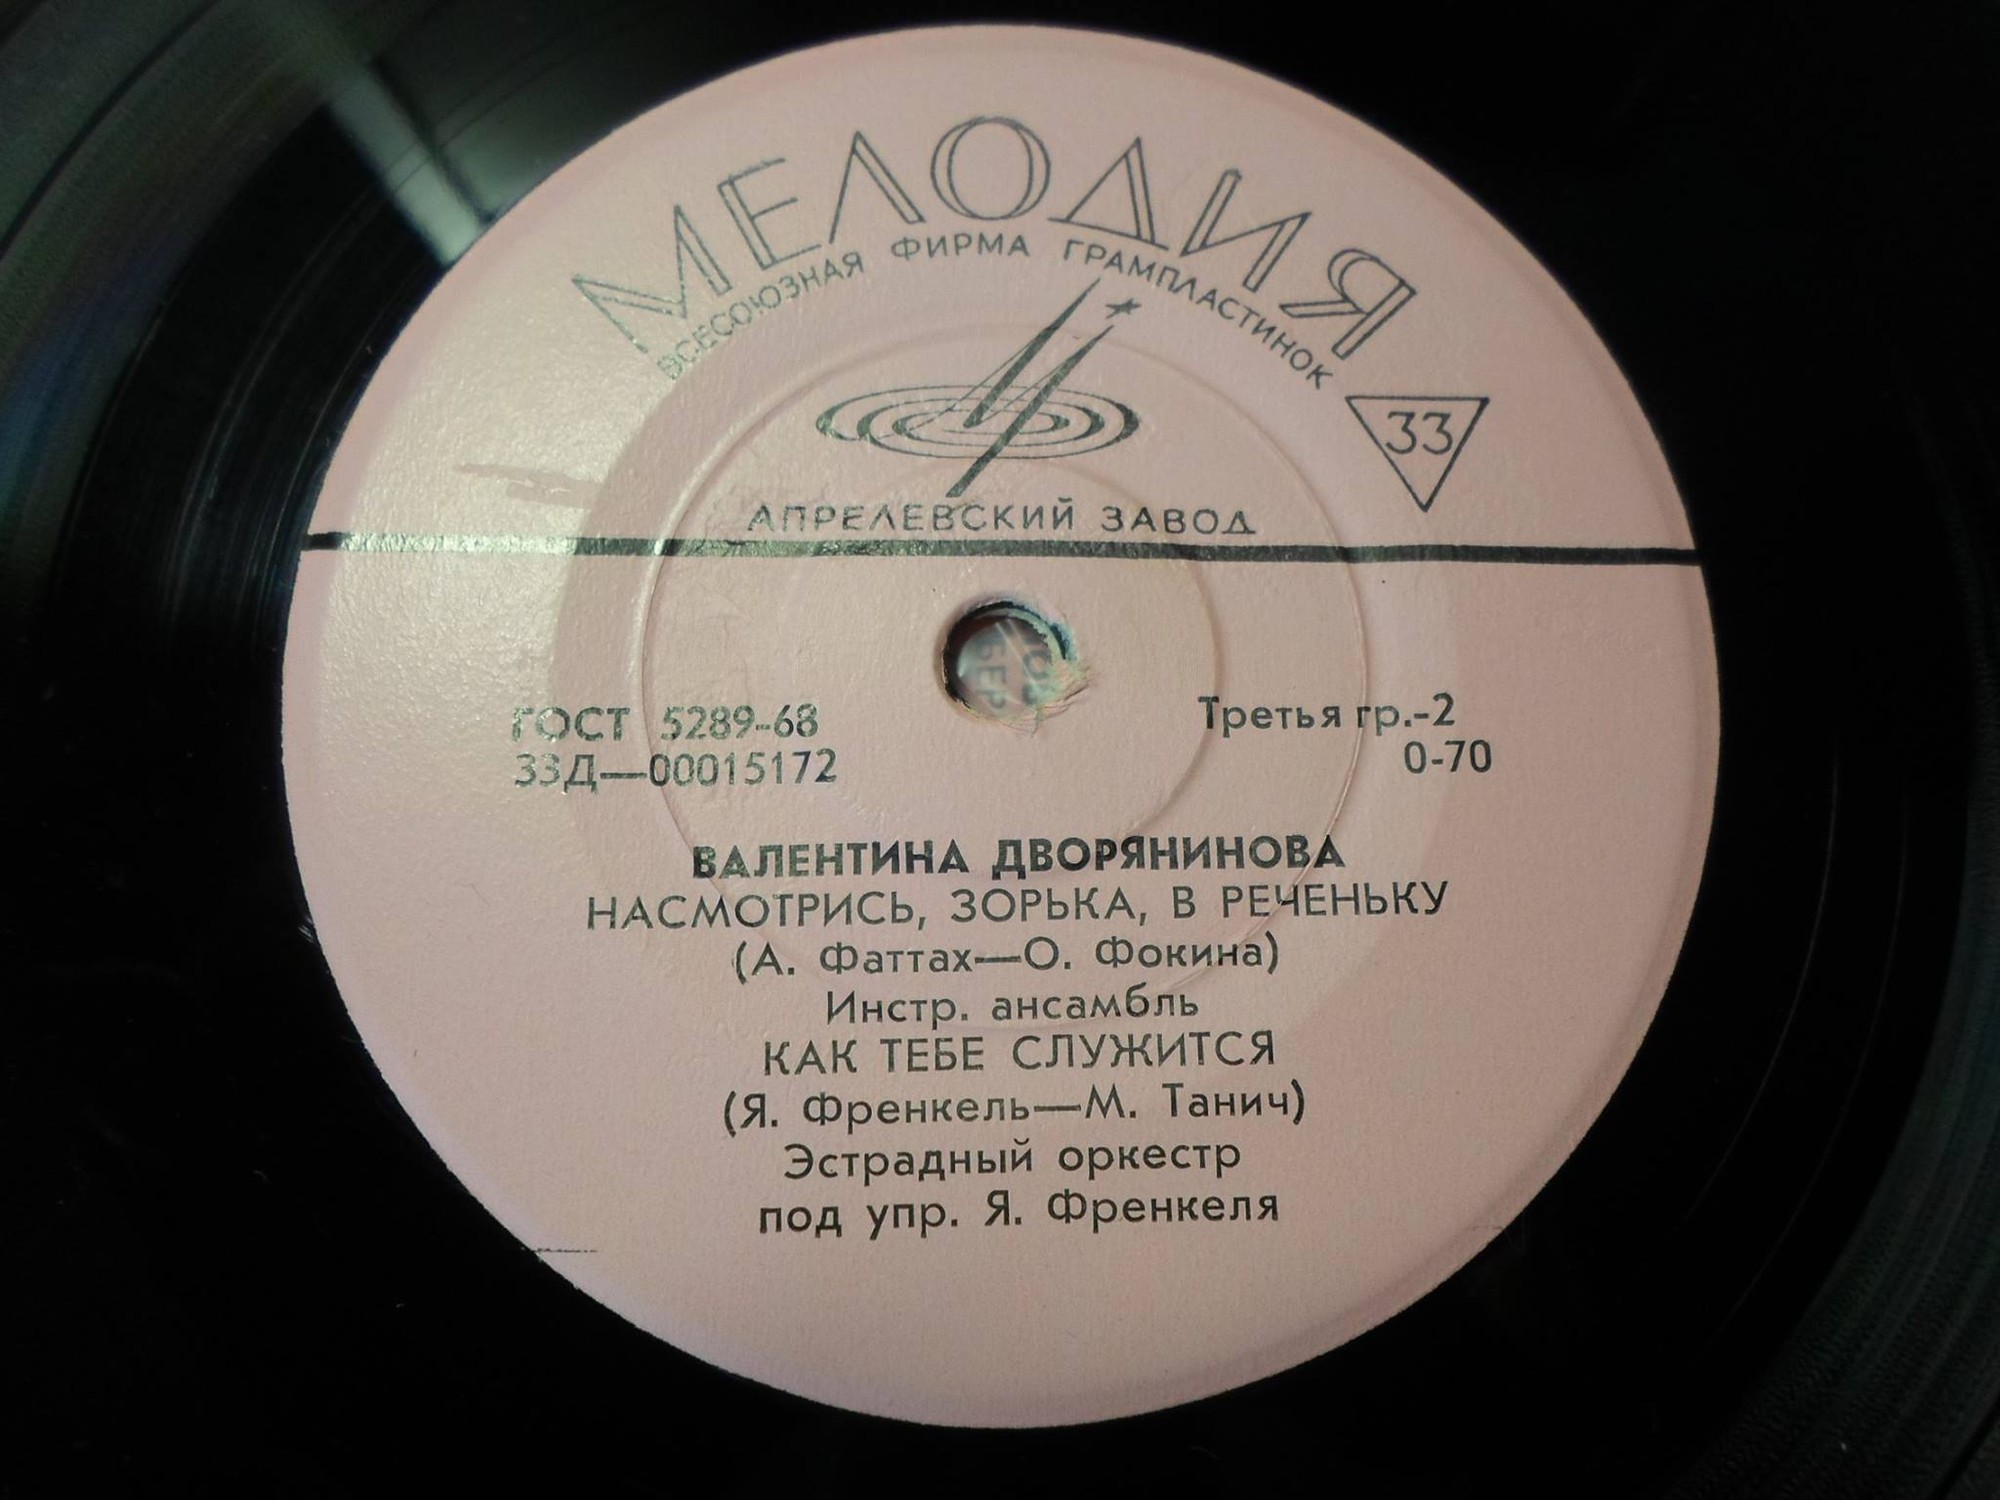 МЕЛОДИЯ
ВСЕСОЮЗНАЯ ФИРМА ГРАМПЛАСТИНОК
33
АПРЕЛЕВСКИЙ ЗАВОД
ГОСТ 5289-68
Третья гр.-2
33Д—00015172
0-70
ВАЛЕНТИНА ДВОРЯНИНОВА
НАСМОТРИСЬ, ЗОРЬКА, В РЕЧЕНЬКУ
(А. Фаттах—О. Фокина)
Инстр. ансамбль
КАК ТЕБЕ СЛУЖИТСЯ
(Я. Френкель—М. Танич)
Эстрадный оркестр
под упр. Я. Френкеля